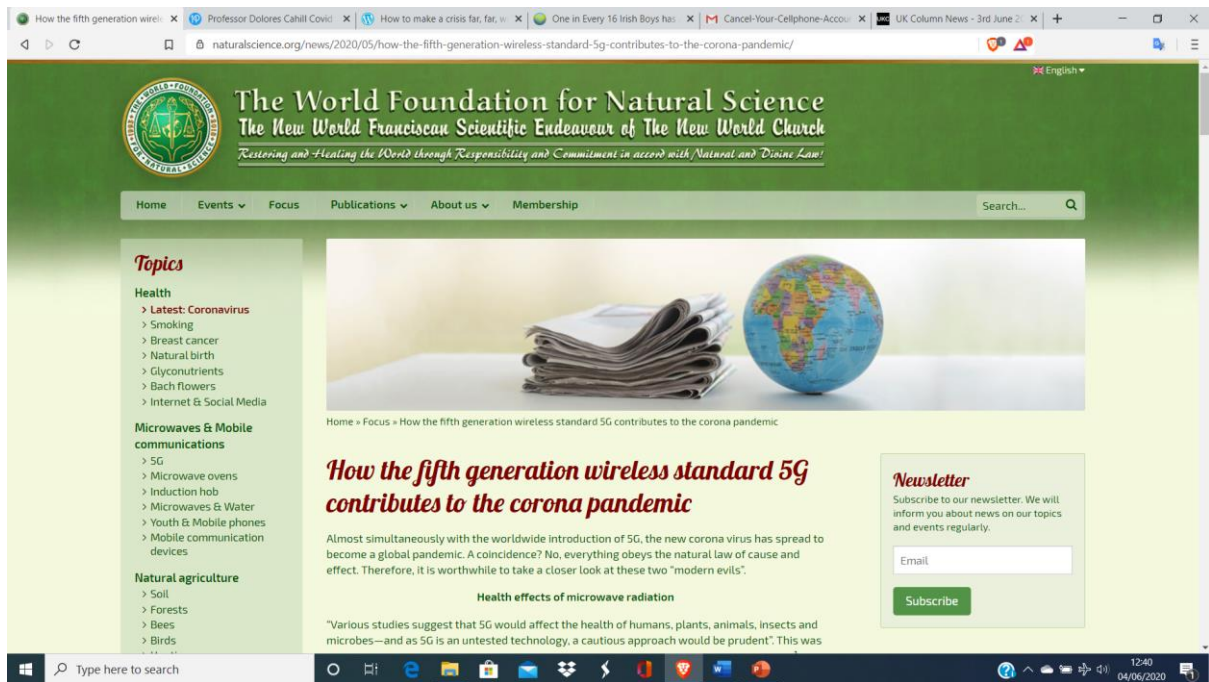 How the fifth generation wirele
Professor Dolores Cahill Covid
How to make a crisis far, far, w
One in Every 16 Irish Boys has
Cancel-Your-Cellphone-Accou
UK Column News - 3rd June 2
naturalscience.org/news/2020/05/how-the-fifth-generation-wireless-standard-5g-contributes-to-the-corona-pandemic/
English
The World Foundation for Natural Science
The New World Franciscan Scientific Endeavour of The New World Church
Restoring and Healing the World through Responsibility and Commitment in accord with Natural and Divine Law!
Home Events Focus Publications About us Membership
Search...
Topics
Health
> Latest: Coronavirus
> Smoking
> Breast cancer
> Natural birth
> Glyconutrients
> Bach flowers
> Internet & Social Media
Microwaves & Mobile
communications
> 5G
> Microwave ovens
> Induction hob
> Microwaves & Water
> Youth & Mobile phones
> Mobile communication
devices
Natural agriculture
> Soil
> Forests
> Bees
> Birds
Home » Focus » How the fifth generation wireless standard 5G contributes to the corona pandemic
How the fifth generation wireless standard 5G
contributes to the corona pandemic
Almost simultaneously with the worldwide introduction of 5G, the new corona virus has spread to
become a global pandemic. A coincidence? No, everything obeys the natural law of cause and
effect. Therefore, it is worthwhile to take a closer look at these two "modern evils".
Health effects of microwave radiation
"Various studies suggest that 5G would affect the health of humans, plants, animals, insects and
microbes—and as 5G is an untested technology, a cautious approach would be prudent". This was
Newsletter
Subscribe to our newsletter. We will
inform you about news on our topics
and events regularly.
Email
Subscribe
Type here to search
12:40
04/06/2020